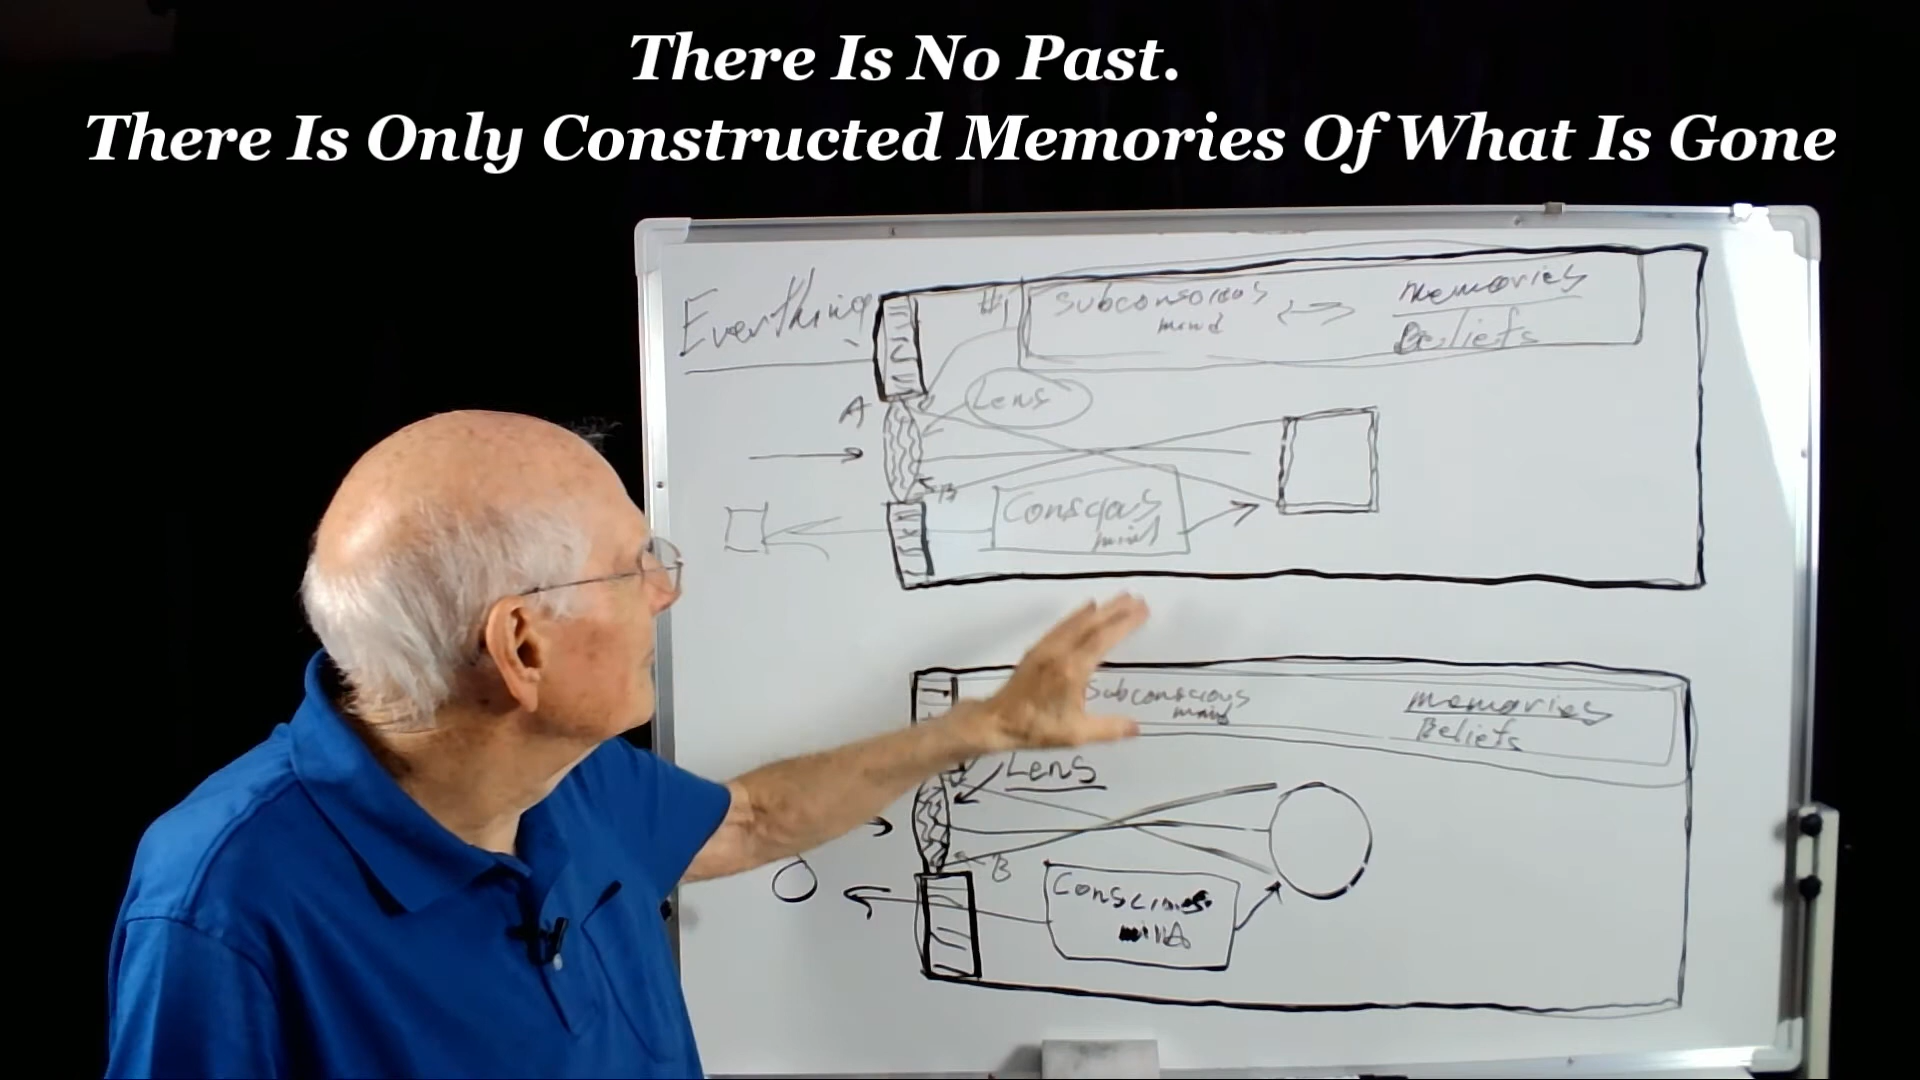 There Is No Past.
There Is Only Constructed Memories Of What Is Gone
Everthing
#1
Subconscious
mind
memories
Beliefs
A
Lens
B
Conscious
mind
Subconscious
mind
memories
Beliefs
Lens
B
Conscious
mind